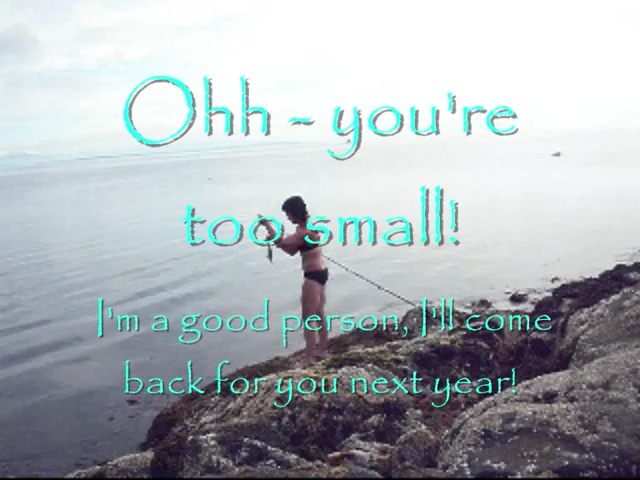 Ohh - you're
too small!
I'm a good person, I'll come
back for you next year!